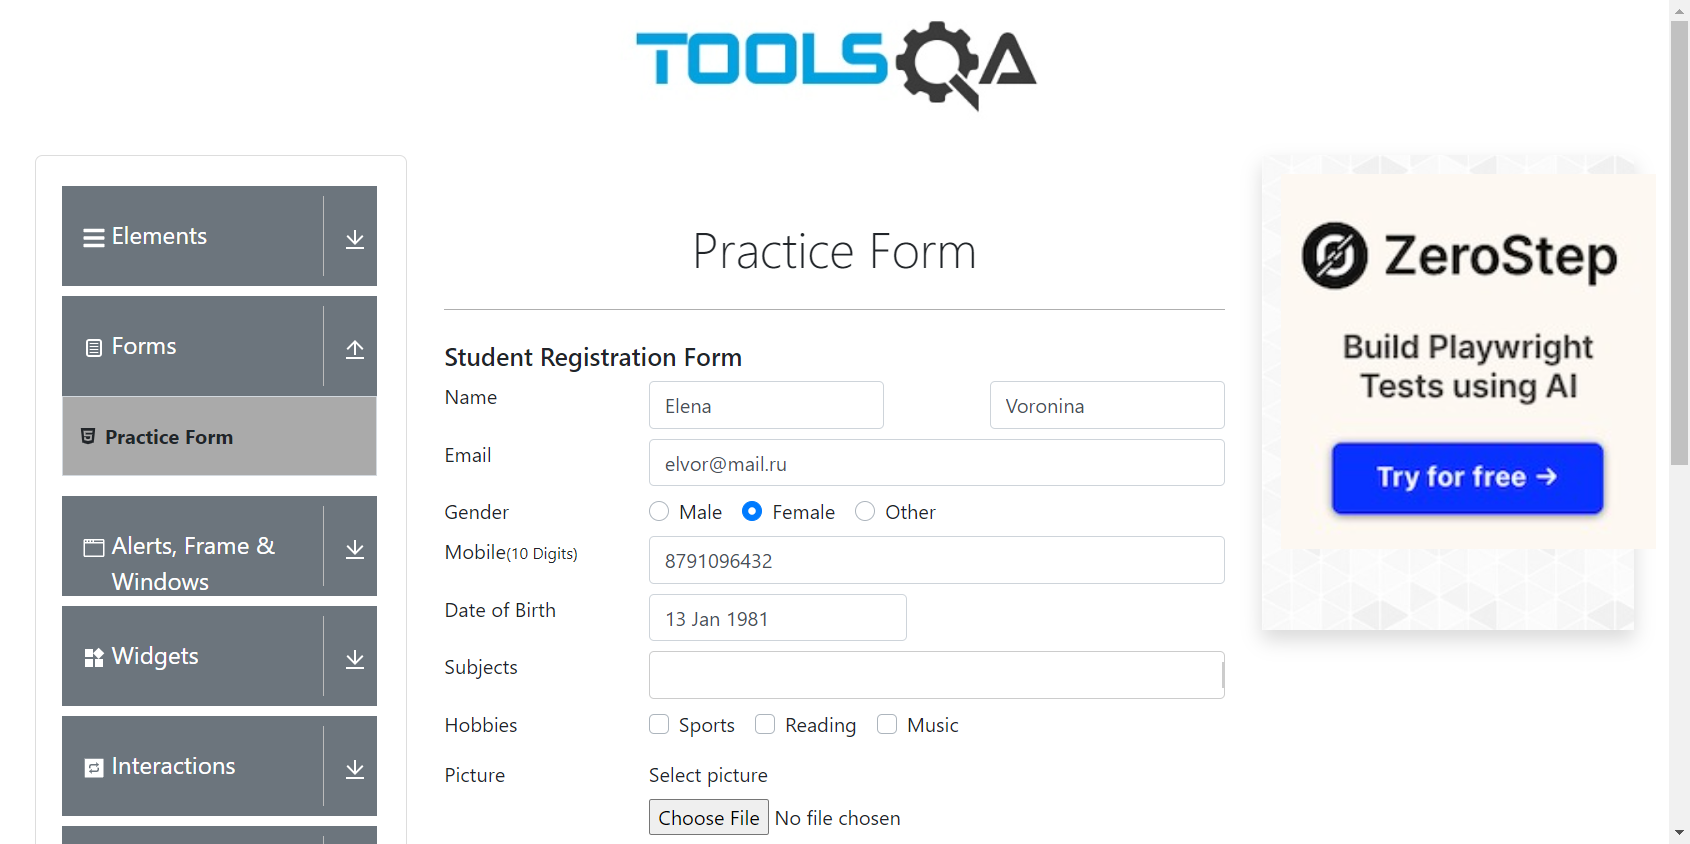 TOOLSQA
Elements
Forms
Practice Form
Alerts, Frame &
Windows
Widgets
Interactions
Practice Form
Student Registration Form
Name Elena Voronina
Email elvor@mail.ru
Gender Male Female Other
Mobile(10 Digits) 8791096432
Date of Birth 13 Jan 1981
Subjects
Hobbies Sports Reading Music
Picture Select picture
Choose File No file chosen
ZeroStep
Build Playwright
Tests using AI
Try for free →